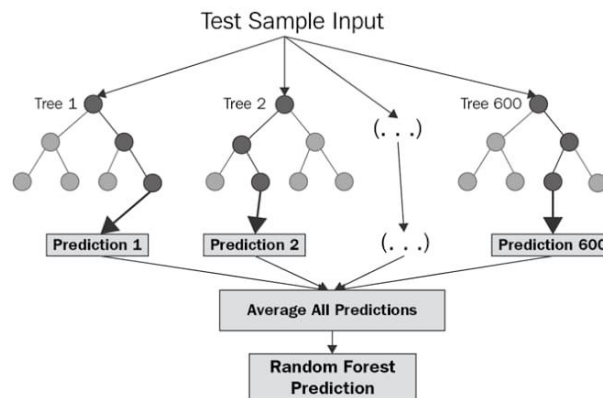 Test Sample Input
Tree 1
Tree 2
Tree 600
(. . .)
Prediction 1
Prediction 2
(. . .)
Prediction 600
Average All Predictions
Random Forest
Prediction